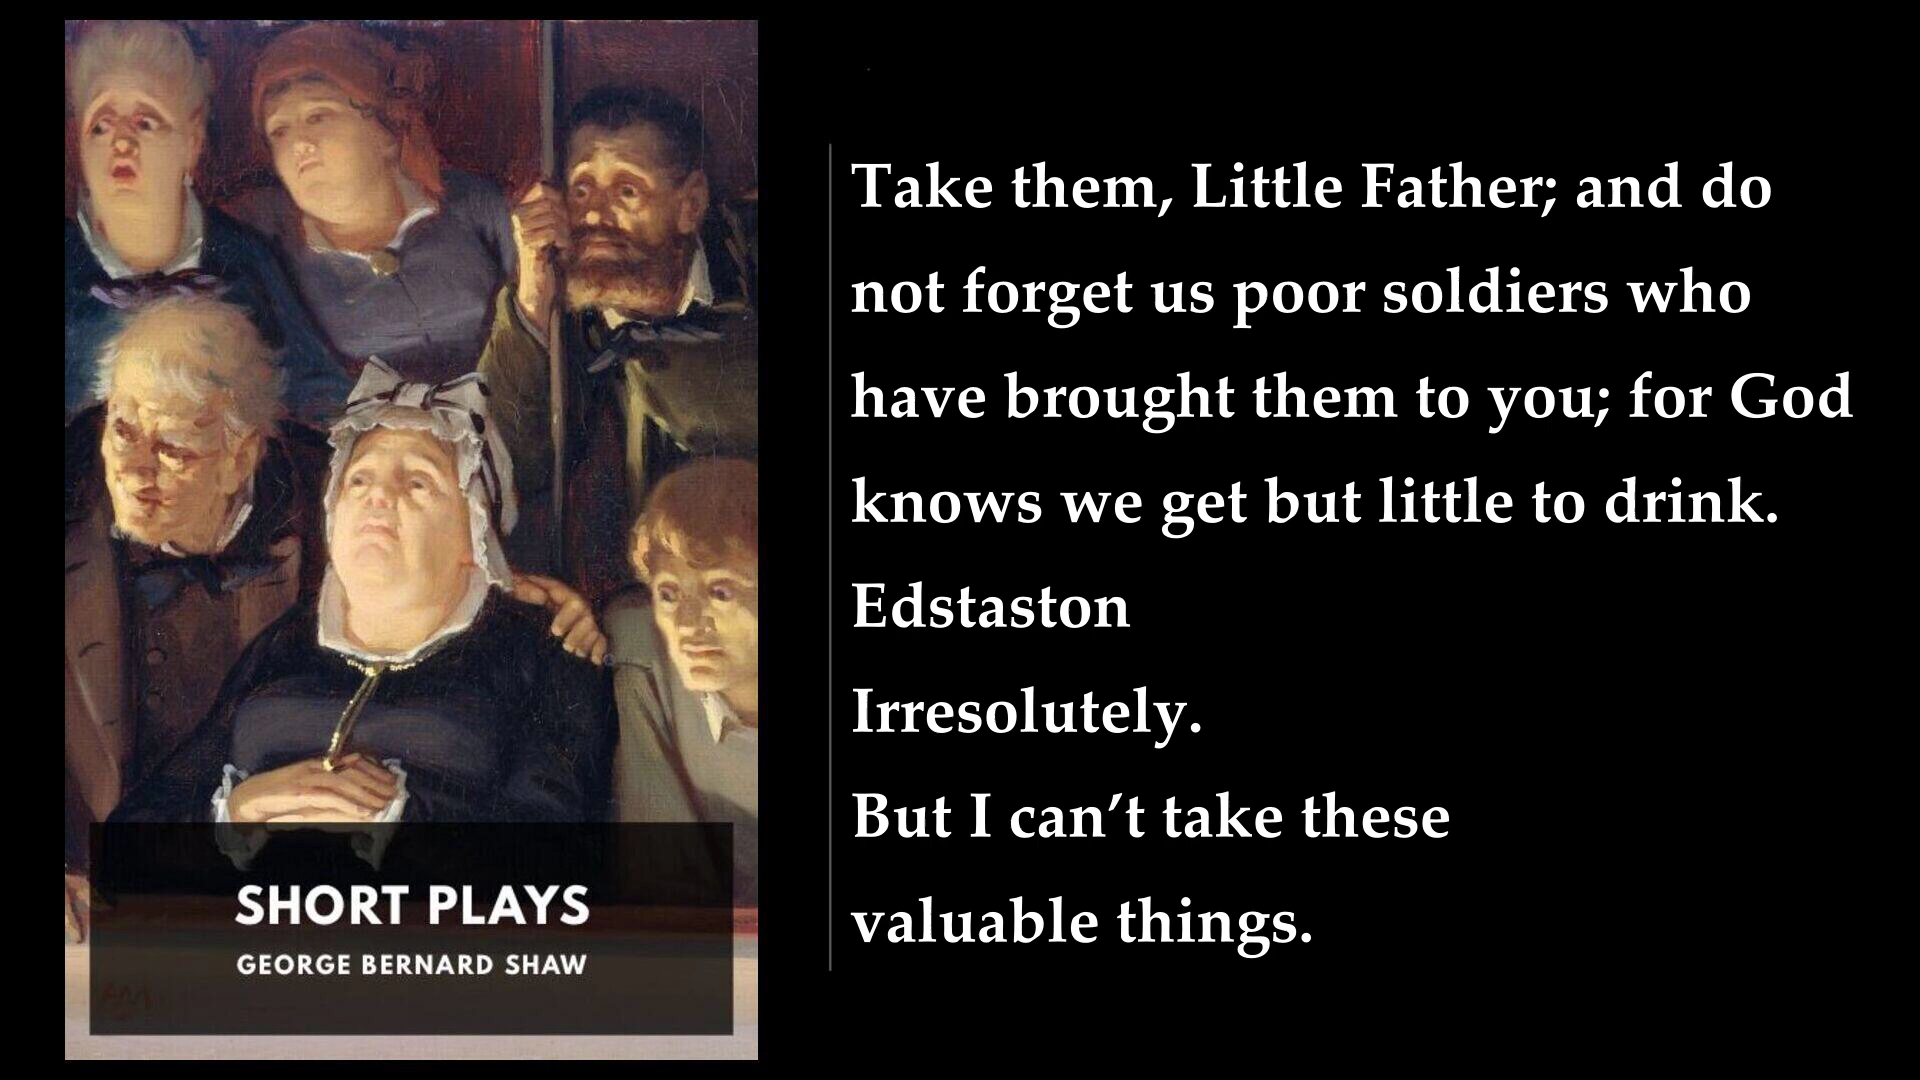 Take them, Little Father; and do
not forget us poor soldiers who
have brought them to you; for God
knows we get but little to drink.
Edstaston
Irresolutely.
But I can’t take these
valuable things.
SHORT PLAYS
GEORGE BERNARD SHAW